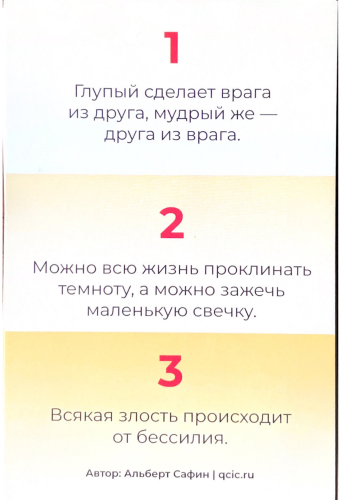 1
Глупый сделает врага
из друга, мудрый же —
друга из врага.
2
Можно всю жизнь проклинать
темноту, а можно зажечь
маленькую свечку.
3
Всякая злость происходит
от бессилия.
Автор: Альберт Сафин | qcic.ru